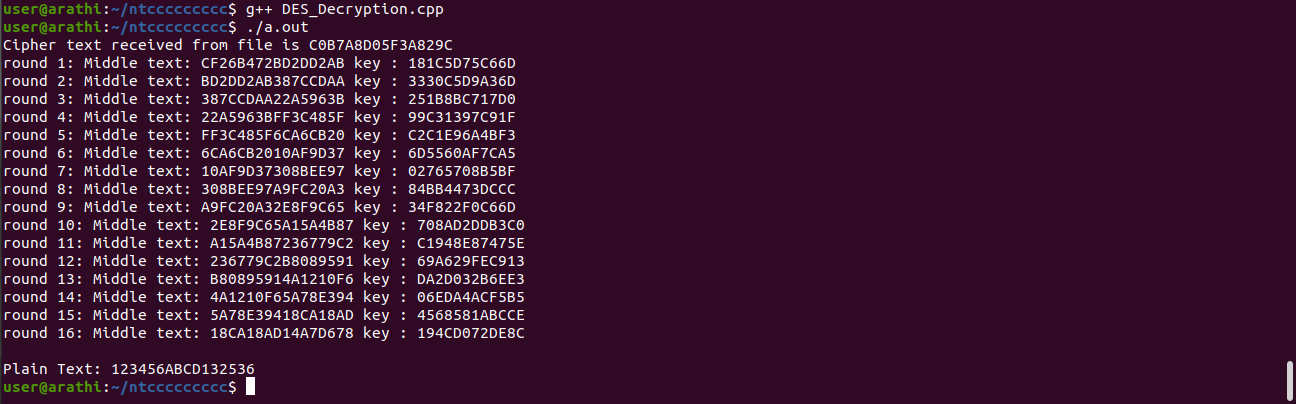 user@arathi:~/ntccccccccc$ g++ DES_Decryption.cpp
user@arathi:~/ntccccccccc$ ./a.out
Cipher text received from file is C0B7A8D05F3A829C
round 1: Middle text: CF26B472BD2DD2AB key : 181C5D75C66D
round 2: Middle text: BD2DD2AB387CCDAA key : 3330C5D9A36D
round 3: Middle text: 387CCDAA22A5963B key : 251B8BC717D0
round 4: Middle text: 22A5963BFF3C485F key : 99C31397C91F
round 5: Middle text: FF3C485F6CA6CB20 key : C2C1E96A4BF3
round 6: Middle text: 6CA6CB2010AF9D37 key : 6D5560AF7CA5
round 7: Middle text: 10AF9D37308BEE97 key : 02765708B5BF
round 8: Middle text: 308BEE97A9FC20A3 key : 84BB4473DCCC
round 9: Middle text: A9FC20A32E8F9C65 key : 34F822F0C66D
round 10: Middle text: 2E8F9C65A15A4B87 key : 708AD2DDB3C0
round 11: Middle text: A15A4B87236779C2 key : C1948E87475E
round 12: Middle text: 236779C2B8089591 key : 69A629FEC913
round 13: Middle text: B80895914A1210F6 key : DA2D032B6EE3
round 14: Middle text: 4A1210F65A78E394 key : 06EDA4ACF5B5
round 15: Middle text: 5A78E39418CA18AD key : 4568581ABCCE
round 16: Middle text: 18CA18AD14A7D678 key : 194CD072DE8C
Plain Text: 123456ABCD132536
user@arathi:~/ntccccccccc$